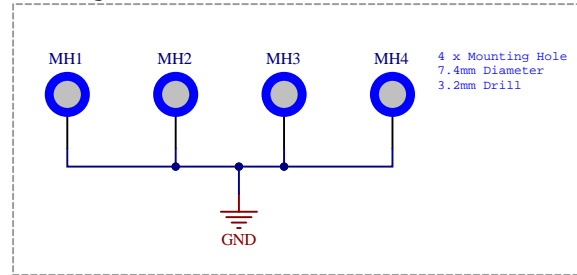 MH1 MH2 MH3 MH4
4 x Mounting Hole
7.4mm Diameter
3.2mm Drill
GND